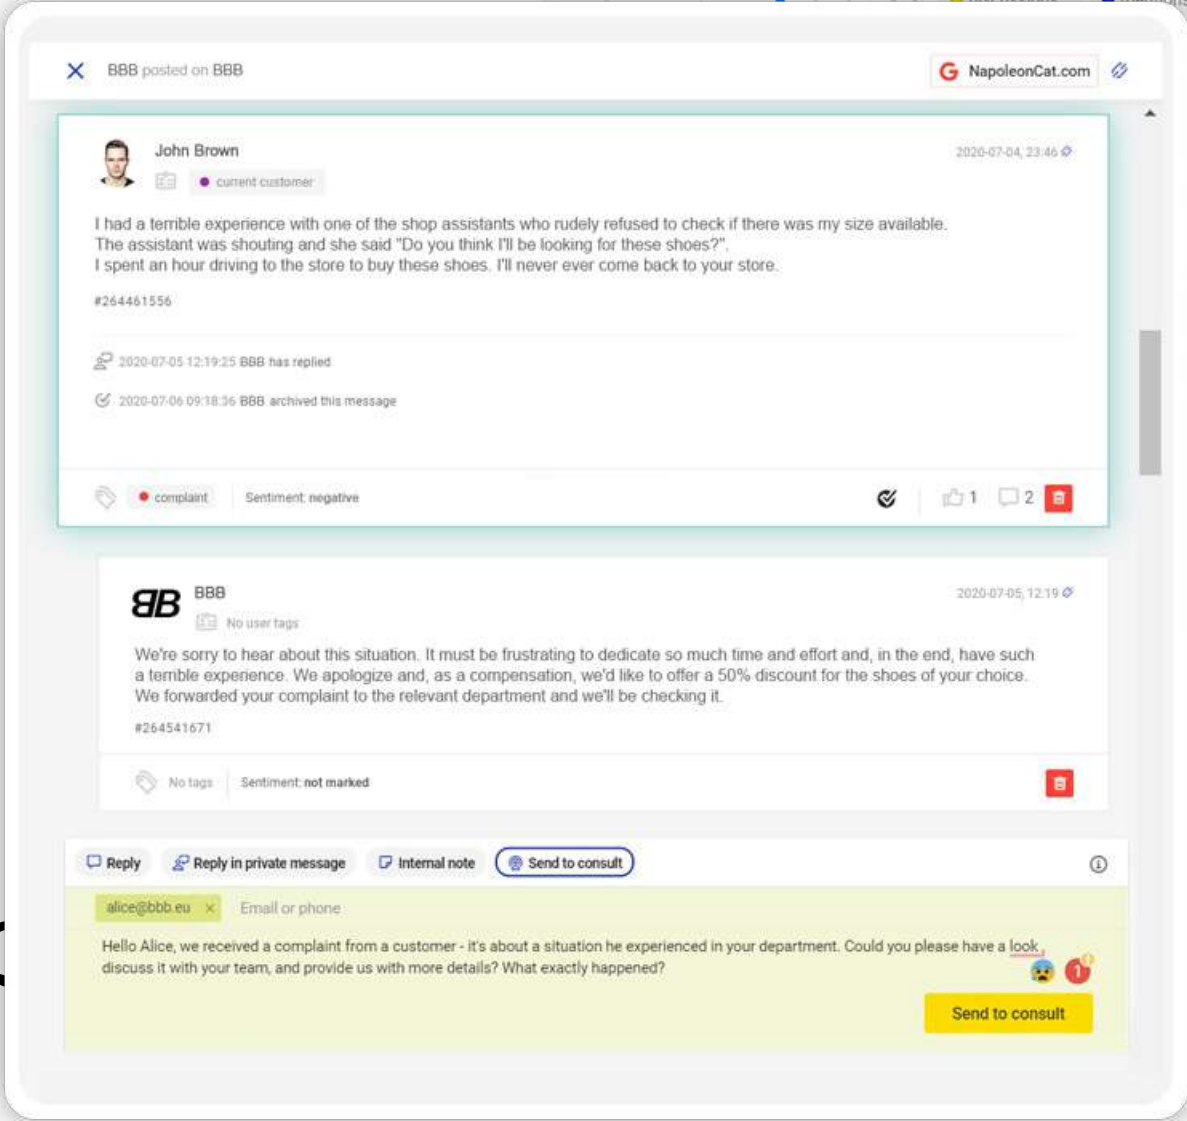 BBB posted on BBB
NapoleonCat.com
John Brown
2020-07-04, 23:46
current customer
I had a terrible experience with one of the shop assistants who rudely refused to check if there was my size available.
The assistant was shouting and she said "Do you think I'll be looking for these shoes?".
I spent an hour driving to the store to buy these shoes. I'll never ever come back to your store.
#264461556
2020-07-05 12:19:25 BBB has replied
2020-07-06 09:18:36 BBB archived this message
complaint
Sentiment: negative
1
2
BB
BBB
2020-07-05, 12:19
No user tags
We're sorry to hear about this situation. It must be frustrating to dedicate so much time and effort and, in the end, have such
a terrible experience. We apologize and, as a compensation, we'd like to offer a 50% discount for the shoes of your choice.
We forwarded your complaint to the relevant department and we'll be checking it.
#264541671
No tags
Sentiment: not marked
Reply
Reply in private message
Internal note
Send to consult
alice@bbb.eu ×
Email or phone
Hello Alice, we received a complaint from a customer - it's about a situation he experienced in your department. Could you please have a look ,
discuss it with your team, and provide us with more details? What exactly happened?
1
Send to consult